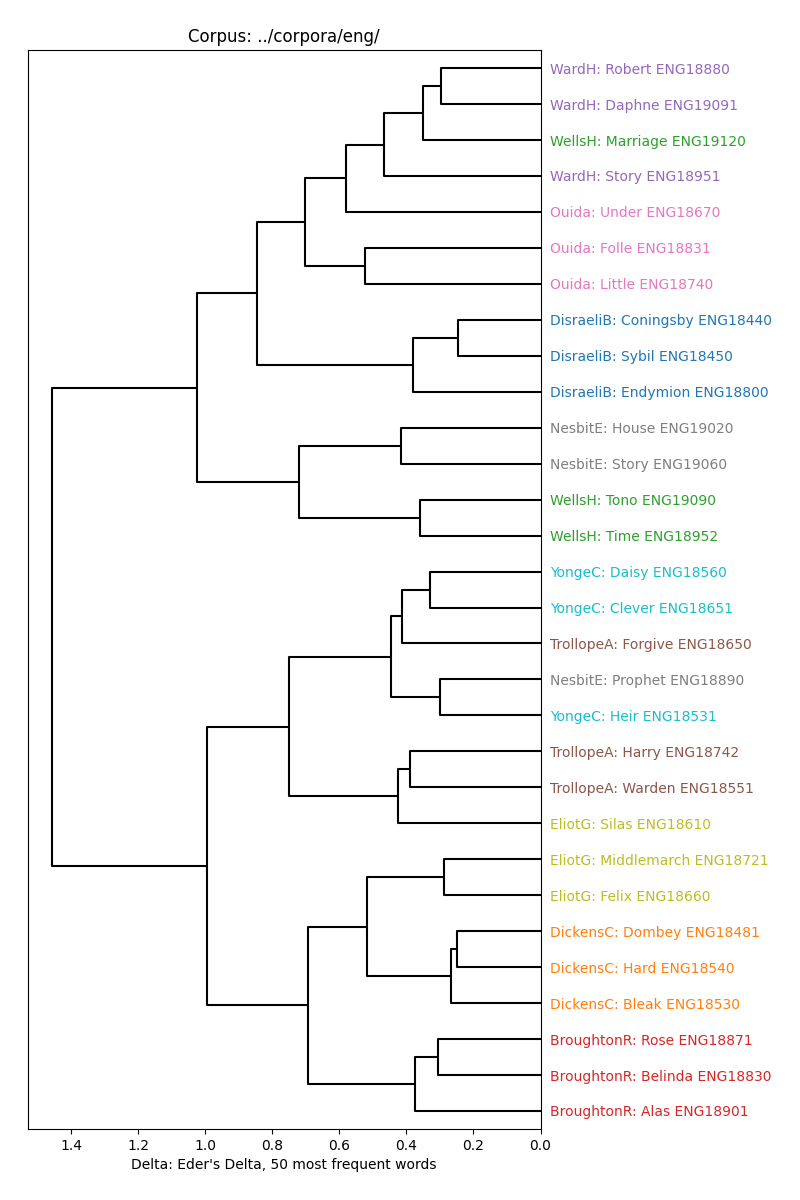 Corpus: ../corpora/eng/
WardH: Robert ENG18880
WardH: Daphne ENG19091
WellsH: Marriage ENG19120
WardH: Story ENG18951
Ouida: Under ENG18670
Ouida: Folle ENG18831
Ouida: Little ENG18740
DisraeliB: Coningsby ENG18440
DisraeliB: Sybil ENG18450
DisraeliB: Endymion ENG18800
NesbitE: House ENG19020
NesbitE: Story ENG19060
WellsH: Tono ENG19090
WellsH: Time ENG18952
YongeC: Daisy ENG18560
YongeC: Clever ENG18651
TrollopeA: Forgive ENG18650
NesbitE: Prophet ENG18890
YongeC: Heir ENG18531
TrollopeA: Harry ENG18742
TrollopeA: Warden ENG18551
EliotG: Silas ENG18610
EliotG: Middlemarch ENG18721
EliotG: Felix ENG18660
DickensC: Dombey ENG18481
DickensC: Hard ENG18540
DickensC: Bleak ENG18530
BroughtonR: Rose ENG18871
BroughtonR: Belinda ENG18830
BroughtonR: Alas ENG18901
1.4 1.2 1.0 0.8 0.6 0.4 0.2 0.0
Delta: Eder's Delta, 50 most frequent words